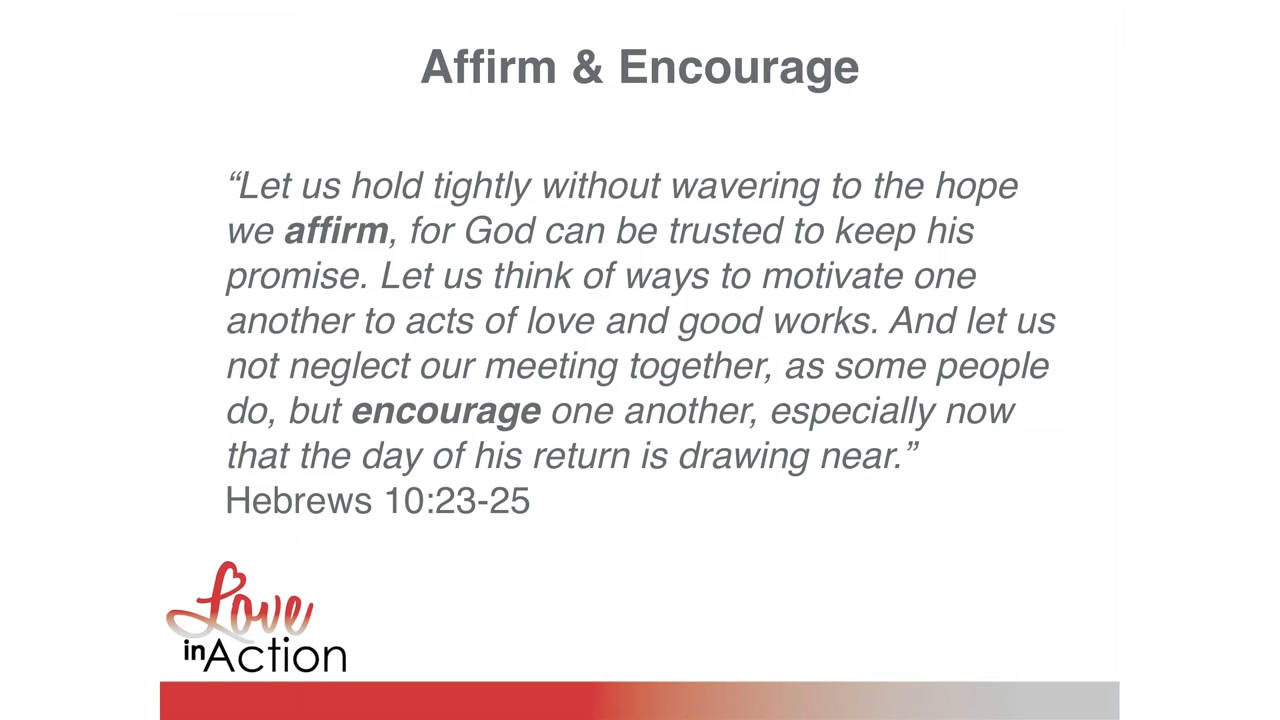 Affirm & Encourage
“Let us hold tightly without wavering to the hope
we affirm, for God can be trusted to keep his
promise. Let us think of ways to motivate one
another to acts of love and good works. And let us
not neglect our meeting together, as some people
do, but encourage one another, especially now
that the day of his return is drawing near.”
Hebrews 10:23-25
Love
inAction